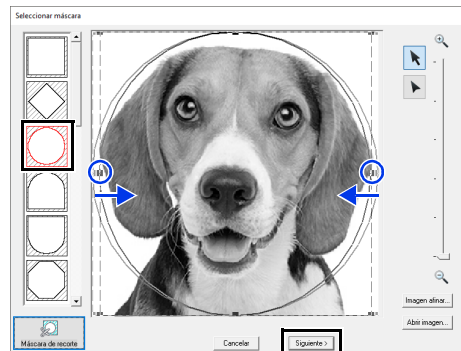 Seleccionar máscara
Imagen afinar...
Abrir imagen...
Máscara de recorte
Cancelar
Siguiente >